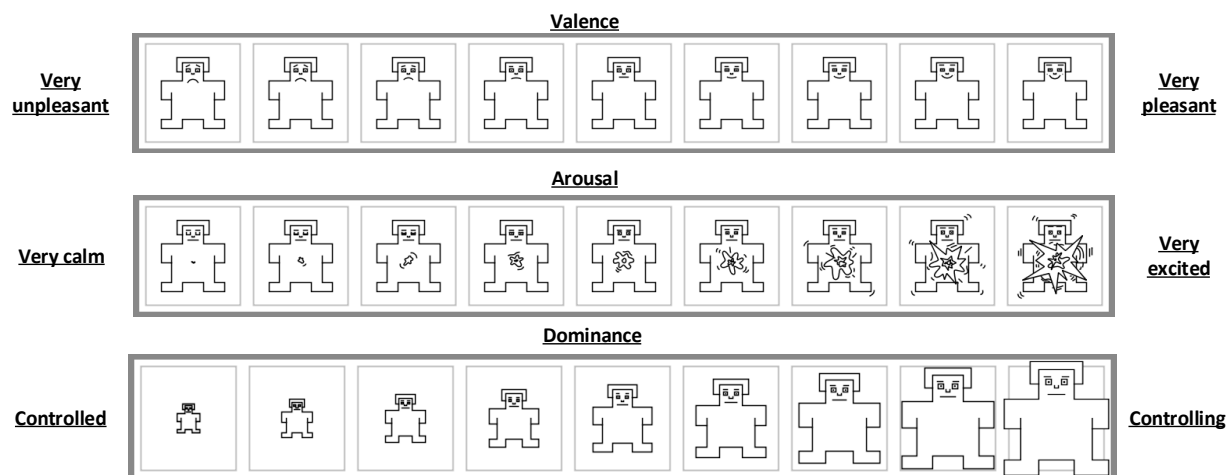 Valence
Very
unpleasant
Very
pleasant
Arousal
Very calm
Very
excited
Dominance
Controlled
Controlling